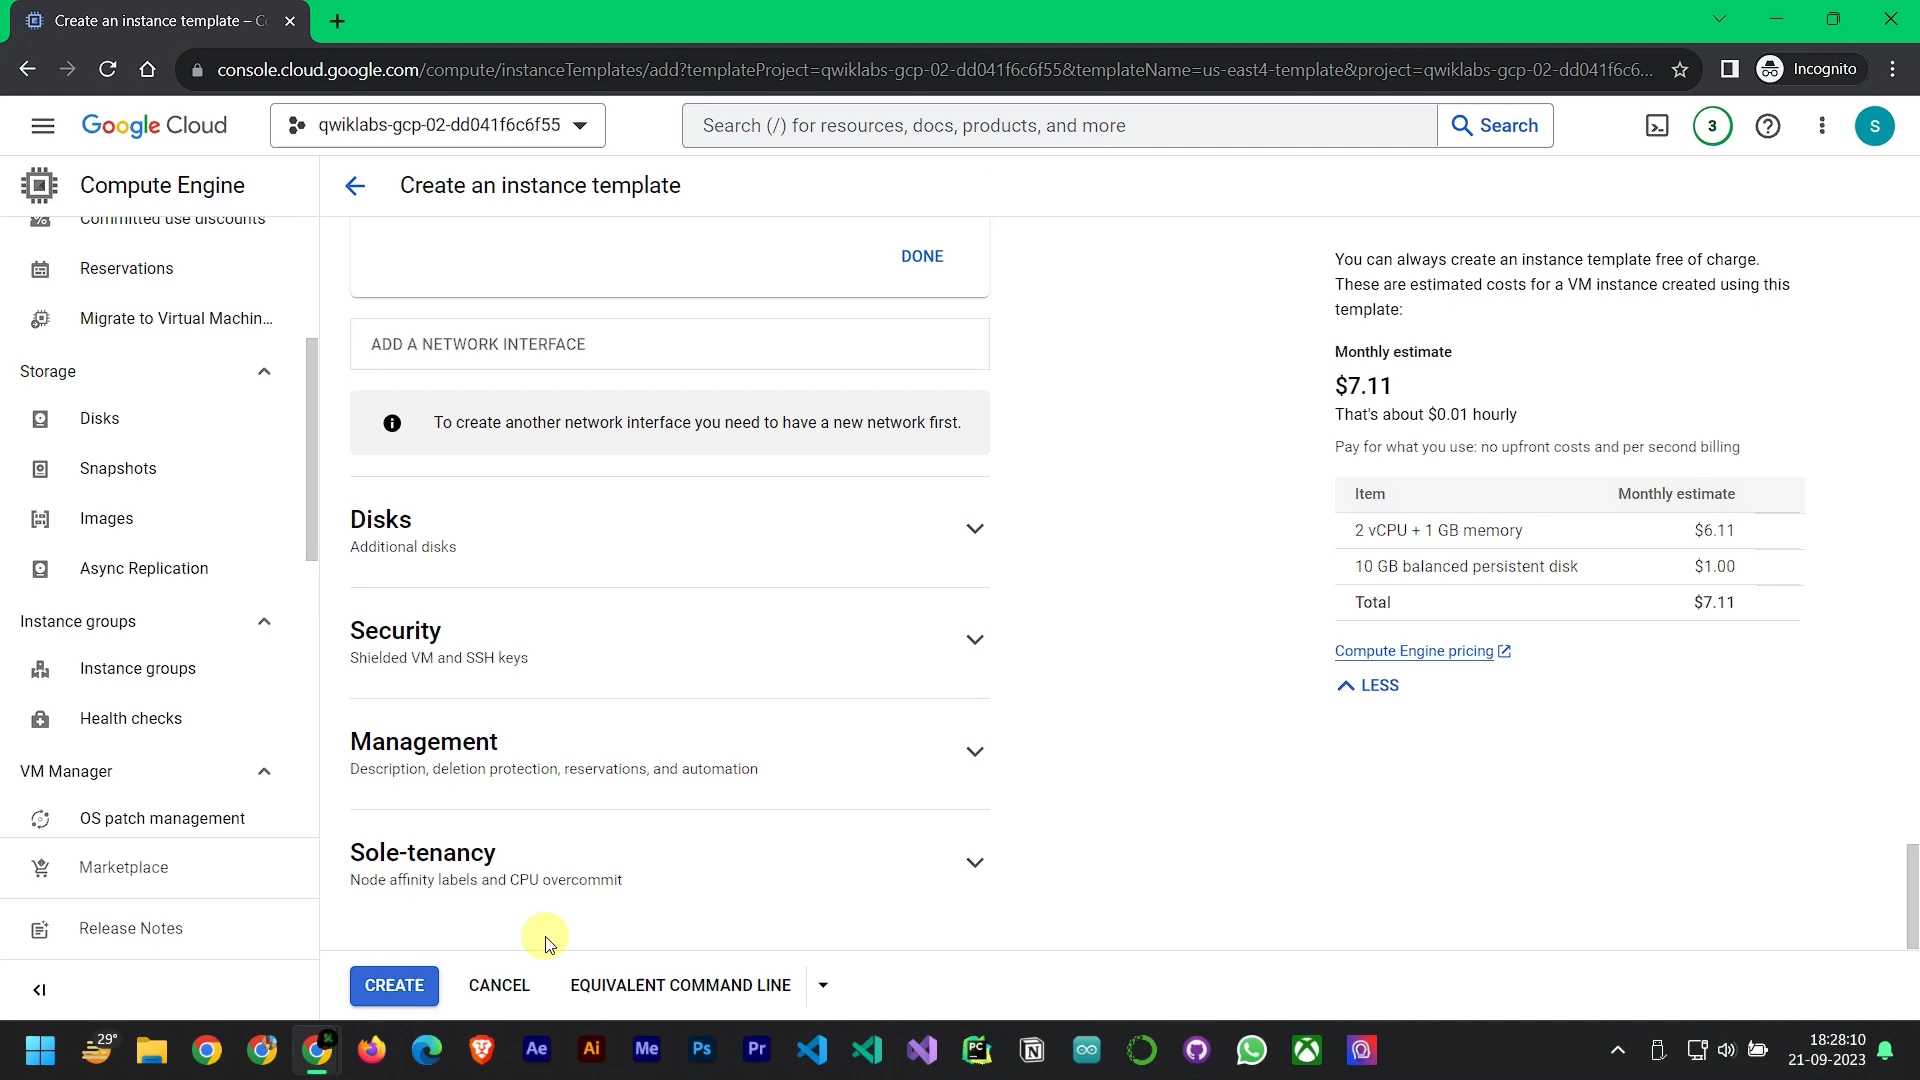 Create an instance template – Co
console.cloud.google.com/compute/instanceTemplates/add?templateProject=qwiklabs-gcp-02-dd041f6c6f55&templateName=us-east4-template&project=qwiklabs-gcp-02-dd041f6c6...
Incognito
Google Cloud
qwiklabs-gcp-02-dd041f6c6f55
Search (/) for resources, docs, products, and more
Search
3
S
Compute Engine
Create an instance template
Committed use discounts
Reservations
Migrate to Virtual Machin...
Storage
Disks
Snapshots
Images
Async Replication
Instance groups
Instance groups
Health checks
VM Manager
OS patch management
Marketplace
Release Notes
DONE
ADD A NETWORK INTERFACE
To create another network interface you need to have a new network first.
Disks
Additional disks
Security
Shielded VM and SSH keys
Management
Description, deletion protection, reservations, and automation
Sole-tenancy
Node affinity labels and CPU overcommit
CREATE
CANCEL
EQUIVALENT COMMAND LINE
You can always create an instance template free of charge.
These are estimated costs for a VM instance created using this
template:
Monthly estimate
$7.11
That's about $0.01 hourly
Pay for what you use: no upfront costs and per second billing
Item Monthly estimate
2 vCPU + 1 GB memory $6.11
10 GB balanced persistent disk $1.00
Total $7.11
Compute Engine pricing
LESS
29°
Ae
Ai
Me
Ps
Pr
PC
N
18:28:10
21-09-2023